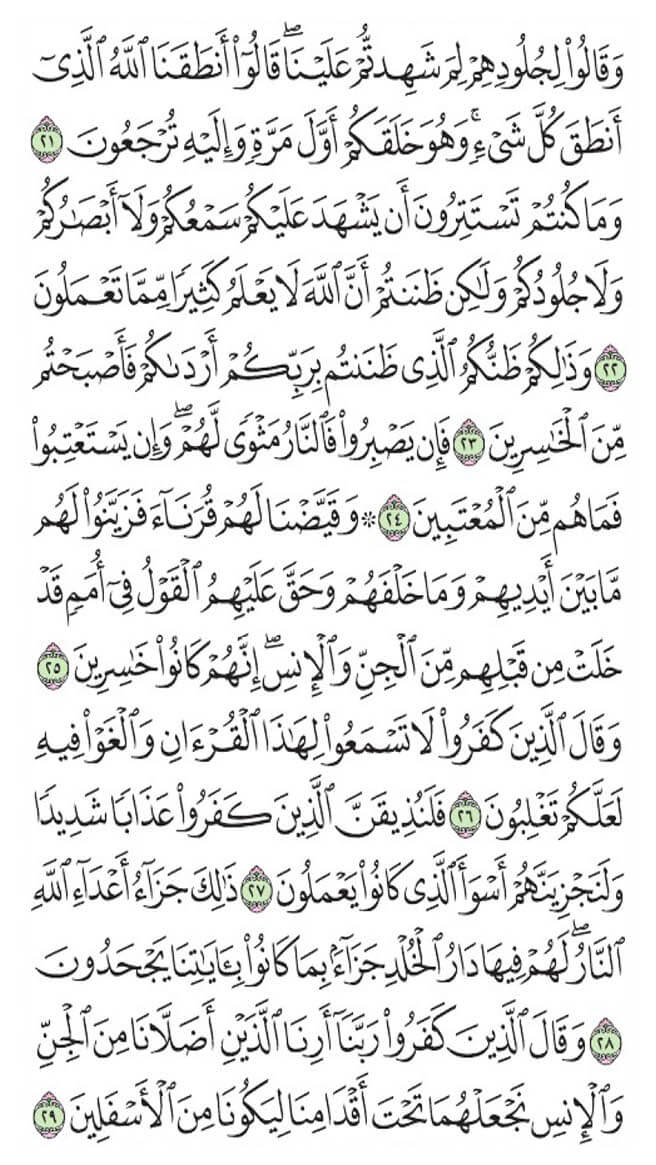 وَقَالُوا۟ لِجُلُودِهِمْ لِمَ شَهِدتُّمْ عَلَيْنَا ۖ قَالُوٓا۟ أَنطَقَنَا ٱللَّهُ ٱلَّذِىٓ
أَنطَقَ كُلَّ شَىْءٍ ۚ وَهُوَ خَلَقَكُمْ أَوَّلَ مَرَّةٍ وَإِلَيْهِ تُرْجَعُونَ ٢١
وَمَا كُنتُمْ تَسْتَتِرُونَ أَن يَشْهَدَ عَلَيْكُمْ سَمْعُكُمْ وَلَآ أَبْصَٰرُكُمْ
وَلَا جُلُودُكُمْ وَلَٰكِن ظَنَنتُمْ أَنَّ ٱللَّهَ لَا يَعْلَمُ كَثِيرًا مِّمَّا تَعْمَلُونَ
٢٢ وَذَٰلِكُمْ ظَنُّكُمُ ٱلَّذِى ظَنَنتُم بِرَبِّكُمْ أَرْدَىٰكُمْ فَأَصْبَحْتُم
مِّنَ ٱلْخَٰسِرِينَ ٢٣ فَإِن يَصْبِرُوا۟ فَٱلنَّارُ مَثْوًى لَّهُمْ ۖ وَإِن يَسْتَعْتِبُوا۟
فَمَا هُم مِّنَ ٱلْمُعْتَبِينَ ٢٤ ۞ وَقَيَّضْنَا لَهُمْ قُرَنَآءَ فَزَيَّنُوا۟ لَهُم
مَّا بَيْنَ أَيْدِيهِمْ وَمَا خَلْفَهُمْ وَحَقَّ عَلَيْهِمُ ٱلْقَوْلُ فِىٓ أُمَمٍ قَدْ
خَلَتْ مِن قَبْلِهِم مِّنَ ٱلْجِنِّ وَٱلْإِنسِ ۖ إِنَّهُمْ كَانُوا۟ خَٰسِرِينَ ٢٥
وَقَالَ ٱلَّذِينَ كَفَرُوا۟ لَا تَسْمَعُوا۟ لِهَٰذَا ٱلْقُرْءَانِ وَٱلْغَوْا۟ فِيهِ
لَعَلَّكُمْ تَغْلِبُونَ ٢٦ فَلَنُذِيقَنَّ ٱلَّذِينَ كَفَرُوا۟ عَذَابًا شَدِيدًا
وَلَنَجْزِيَنَّهُمْ أَسْوَأَ ٱلَّذِى كَانُوا۟ يَعْمَلُونَ ٢٧ ذَٰلِكَ جَزَآءُ أَعْدَآءِ ٱللَّهِ
ٱلنَّارُ ۖ لَهُمْ فِيهَا دَارُ ٱلْخُلْدِ ۖ جَزَآءًۢ بِمَا كَانُوا۟ بِـَٔايَٰتِنَا يَجْحَدُونَ
٢٨ وَقَالَ ٱلَّذِينَ كَفَرُوا۟ رَبَّنَآ أَرِنَا ٱلَّذَيْنِ أَضَلَّانَا مِنَ ٱلْجِنِّ
وَٱلْإِنسِ نَجْعَلْهُمَا تَحْتَ أَقْدَامِنَا لِيَكُونَا مِنَ ٱلْأَسْفَلِينَ ٢٩